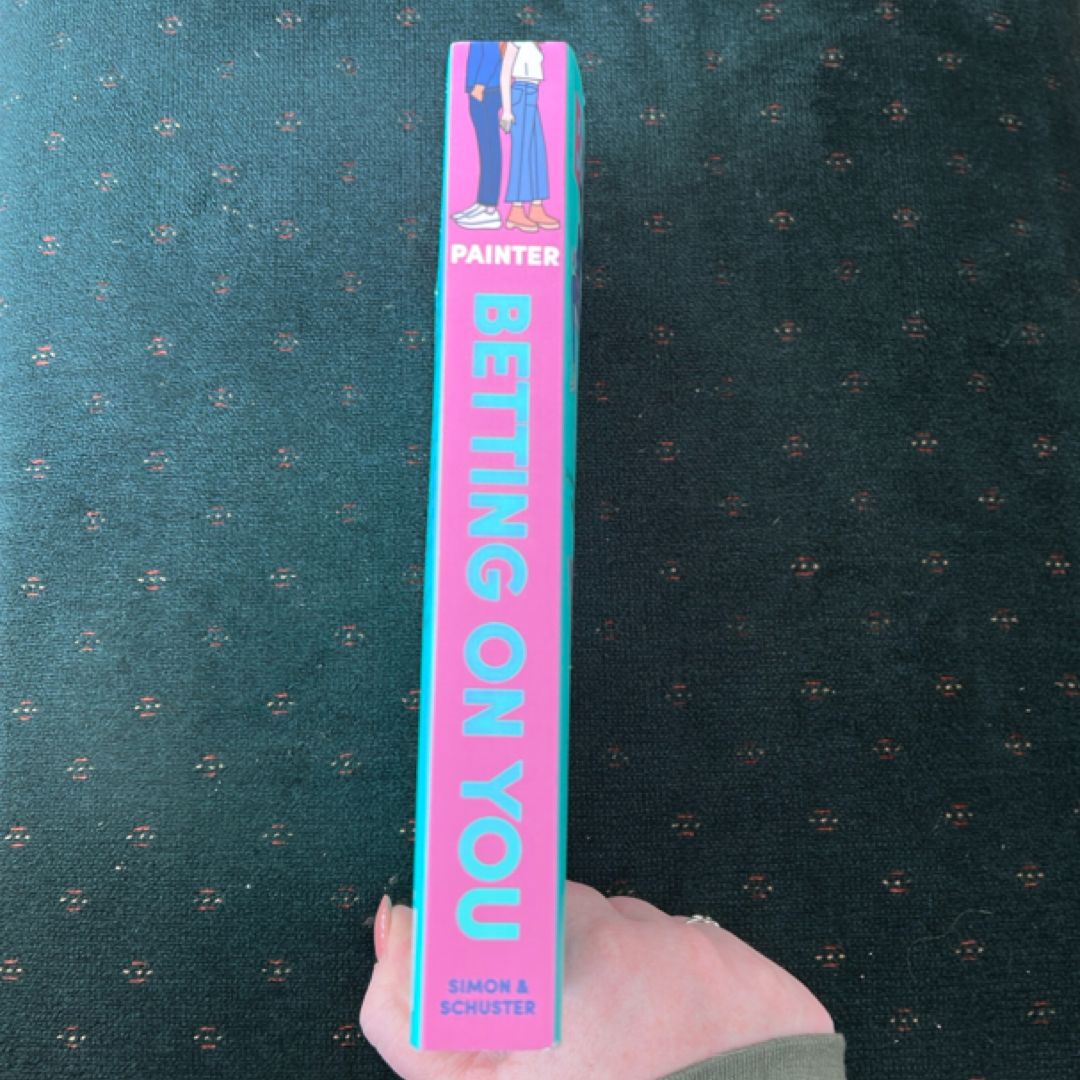 PAINTER
BETTING ON YOU
SIMON &
SCHUSTER